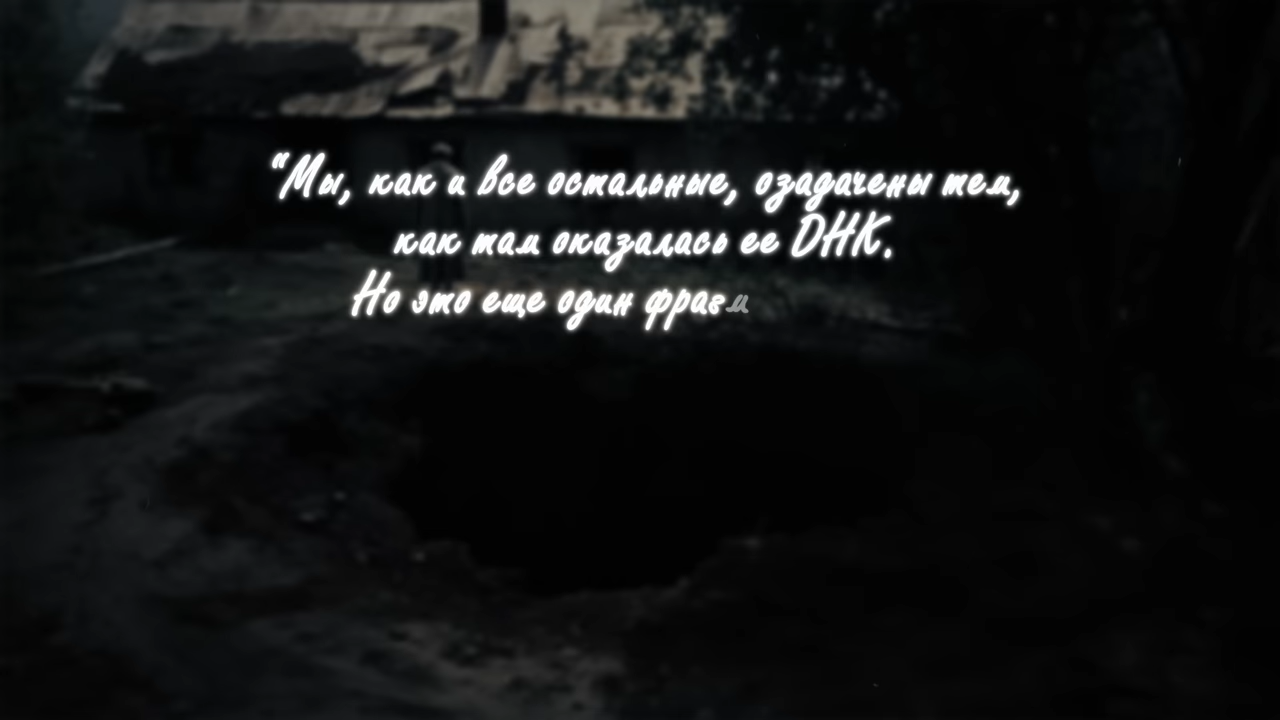 “Мы, как и все остальные, озадачены тем,
как там оказалась ее ДНК.
Но это еще один фрагм